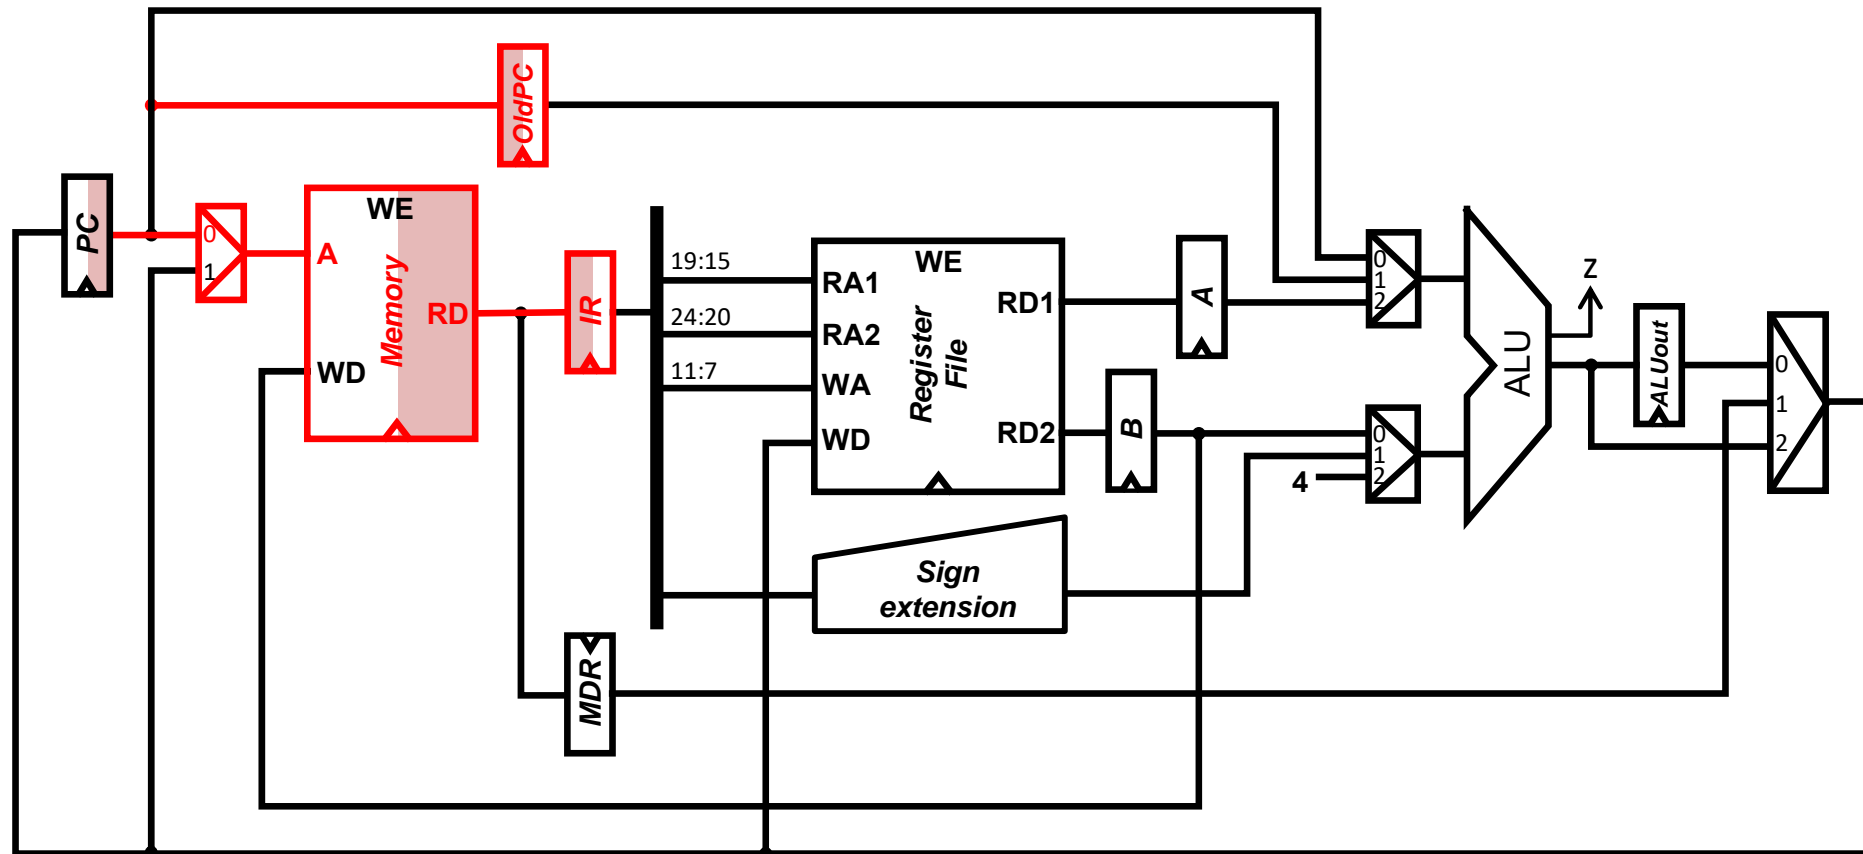 OldPC
PC
0
1
WE
A
Memory
RD
WD
IR
19:15
24:20
11:7
WE
RA1
RA2
WA
WD
Register
File
RD1
RD2
A
B
0
1
2
0
1
2
4
ALU
Z
ALUout
0
1
2
Sign
extension
MDR